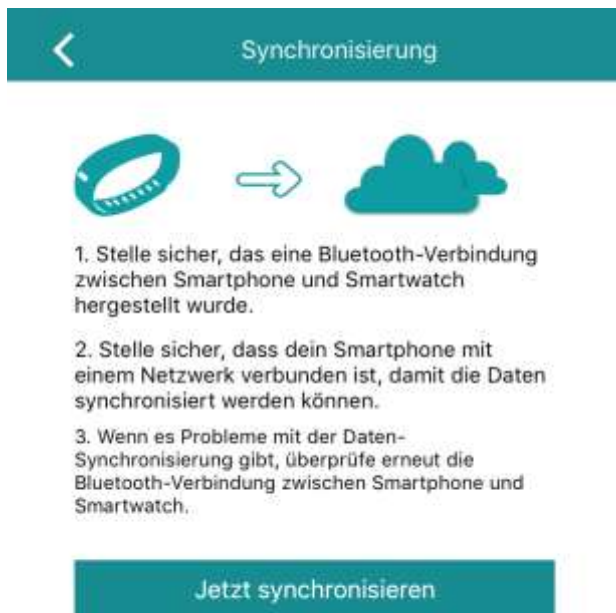 Synchronisierung
1. Stelle sicher, das eine Bluetooth-Verbindung
zwischen Smartphone und Smartwatch
hergestellt wurde.
2. Stelle sicher, dass dein Smartphone mit
einem Netzwerk verbunden ist, damit die Daten
synchronisiert werden können.
3. Wenn es Probleme mit der Daten-
Synchronisierung gibt, überprüfe erneut die
Bluetooth-Verbindung zwischen Smartphone und
Smartwatch.
Jetzt synchronisieren